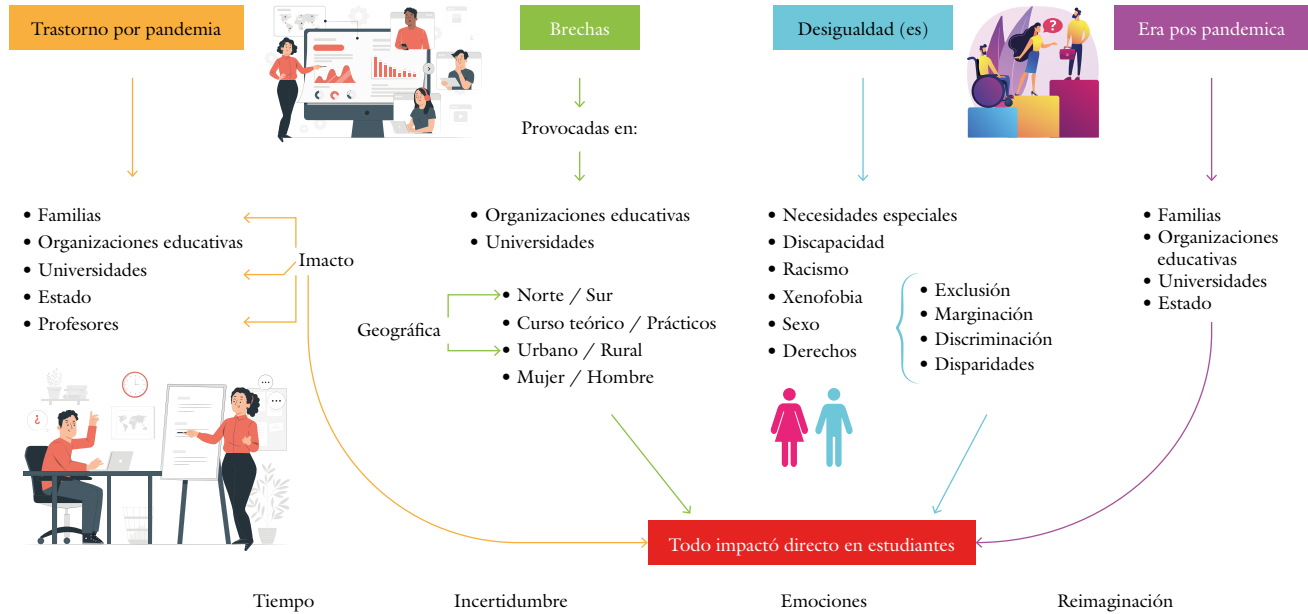 Trastorno por pandemia
Brechas
Desigualdad (es)
Era pos pandemica
Provocadas en:
• Familias
• Organizaciones educativas
• Universidades
• Estado
• Profesores
Imacto
• Organizaciones educativas
• Universidades
Geográfica
• Norte / Sur
• Curso teórico / Prácticos
• Urbano / Rural
• Mujer / Hombre
• Necesidades especiales
• Discapacidad
• Racismo
• Xenofobia
• Sexo
• Derechos
• Exclusión
• Marginación
• Discriminación
• Disparidades
• Familias
• Organizaciones
educativas
• Universidades
• Estado
?
¿
...
...
Todo impactó directo en estudiantes
Tiempo
Incertidumbre
Emociones
Reimaginación